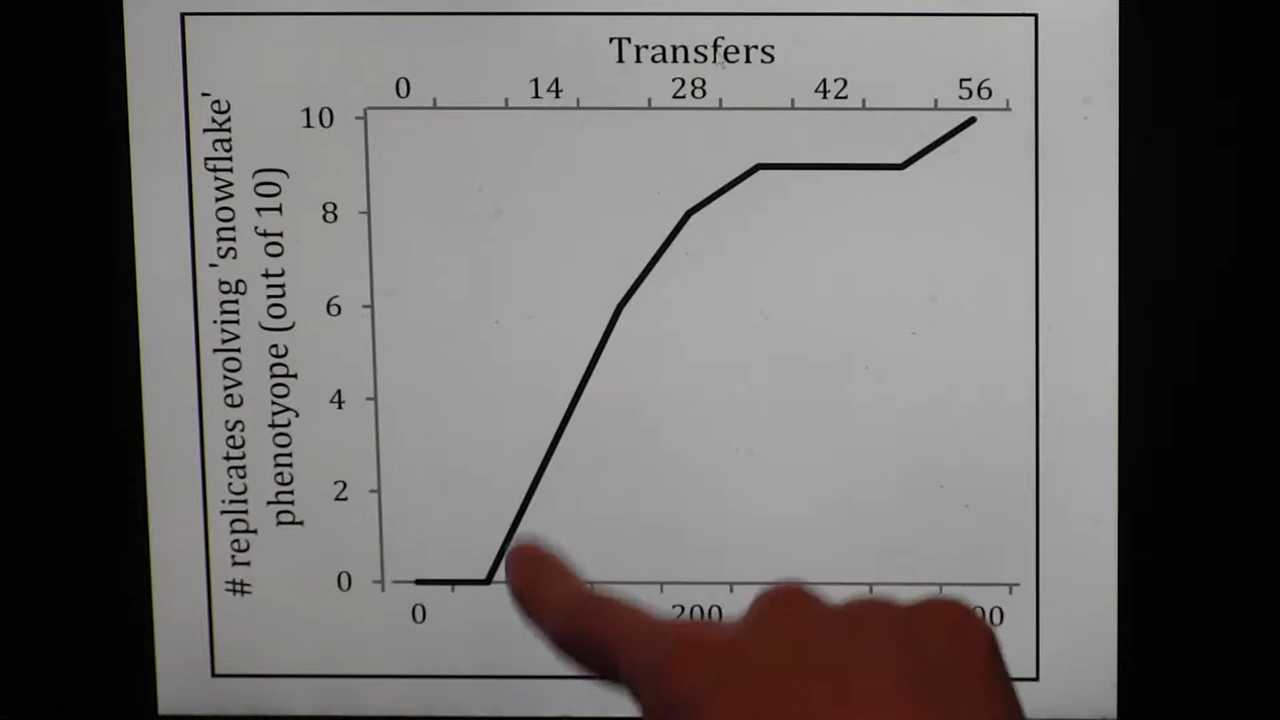 Transfers
0 14 28 42 56
# replicates evolving 'snowflake'
phenotyope (out of 10)
10
8
6
4
2
0
0 200